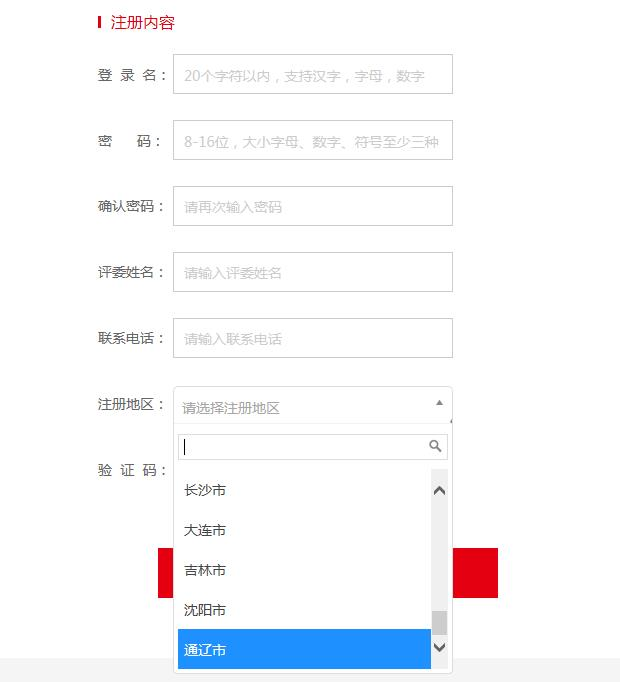 注册内容
登 录 名： 20个字符以内，支持汉字，字母，数字
密 码： 8-16位，大小字母、数字、符号至少三种
确认密码： 请再次输入密码
评委姓名： 请输入评委姓名
联系电话： 请输入联系电话
注册地区： 请选择注册地区
验 证 码：
长沙市
大连市
吉林市
沈阳市
通辽市